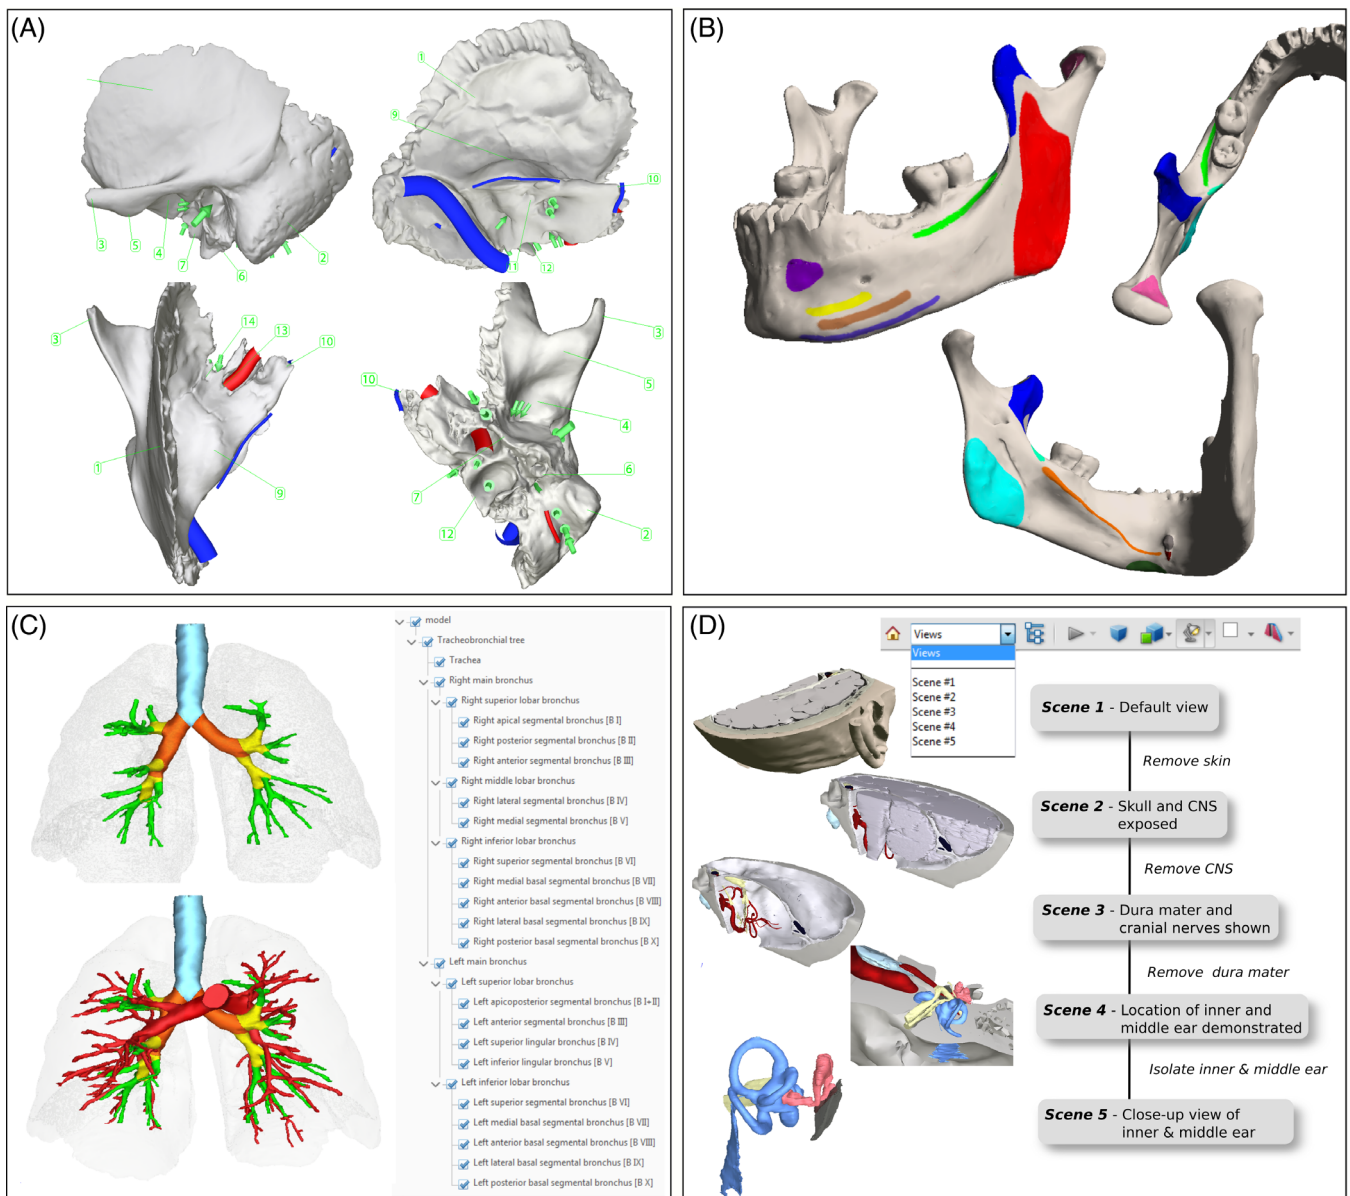 (A)
1
9
10
3
5
4
7
6
2
11
12
3
14
13
10
1
9
3
10
5
4
6
7
12
2
(B)
(C)
model
Tracheobronchial tree
Trachea
Right main bronchus
Right superior lobar bronchus
Right apical segmental bronchus [B I]
Right posterior segmental bronchus [B II]
Right anterior segmental bronchus [B III]
Right middle lobar bronchus
Right lateral segmental bronchus [B IV]
Right medial segmental bronchus [B V]
Right inferior lobar bronchus
Right superior segmental bronchus [B VI]
Right medial basal segmental bronchus [B VII]
Right anterior basal segmental bronchus [B VIII]
Right lateral basal segmental bronchus [B IX]
Right posterior basal segmental bronchus [B X]
Left main bronchus
Left superior lobar bronchus
Left apicoposterior segmental bronchus [B I+II]
Left anterior segmental bronchus [B III]
Left superior lingular bronchus [B IV]
Left inferior lingular bronchus [B V]
Left inferior lobar bronchus
Left superior segmental bronchus [B VI]
Left medial basal segmental bronchus [B VII]
Left anterior basal segmental bronchus [B VIII]
Left lateral basal segmental bronchus [B IX]
Left posterior basal segmental bronchus [B X]
(D)
Views
Views
Scene #1
Scene #2
Scene #3
Scene #4
Scene #5
Scene 1 - Default view
Remove skin
Scene 2 - Skull and CNS
exposed
Remove CNS
Scene 3 - Dura mater and
cranial nerves shown
Remove dura mater
Scene 4 - Location of inner and
middle ear demonstrated
Isolate inner & middle ear
Scene 5 - Close-up view of
inner & middle ear